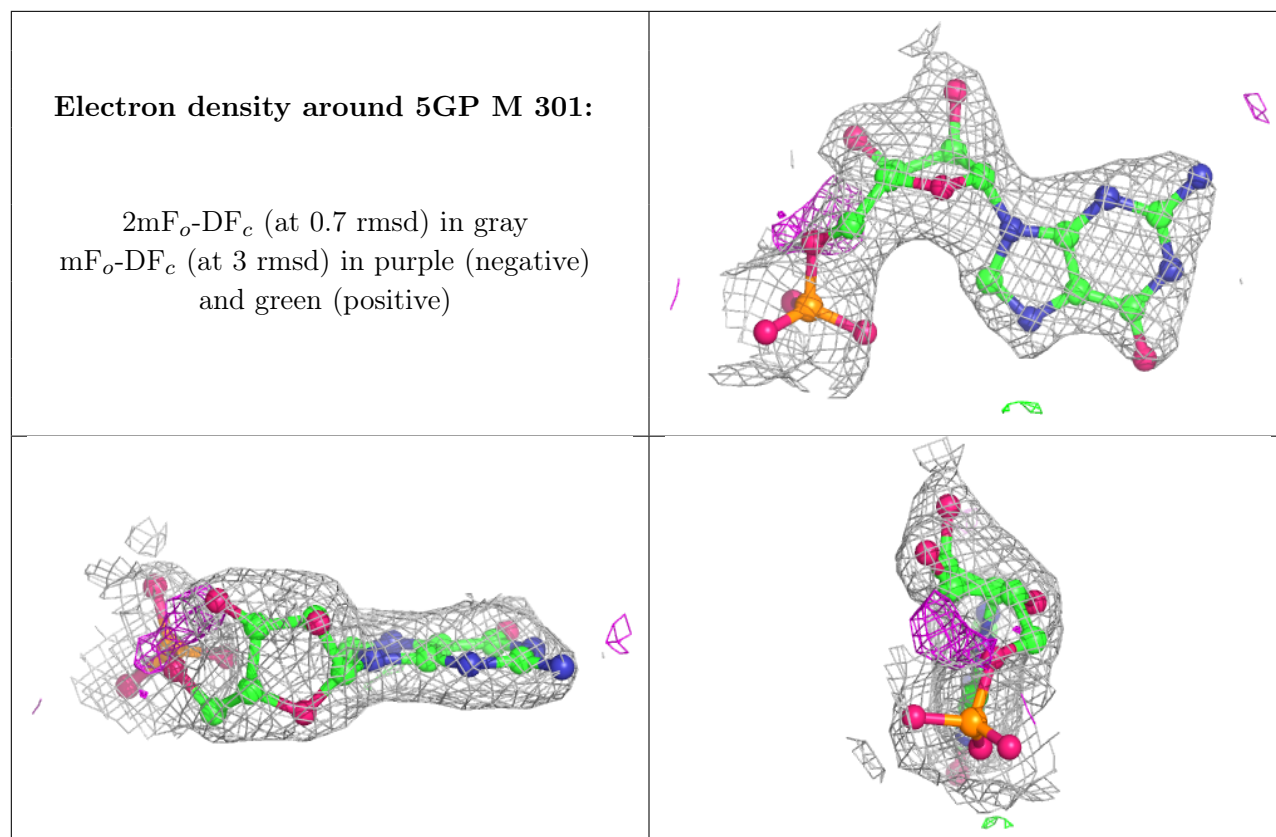 Electron density around 5GP M 301:
2mFo-DFc (at 0.7 rmsd) in gray
mFo-DFc (at 3 rmsd) in purple (negative)
and green (positive)